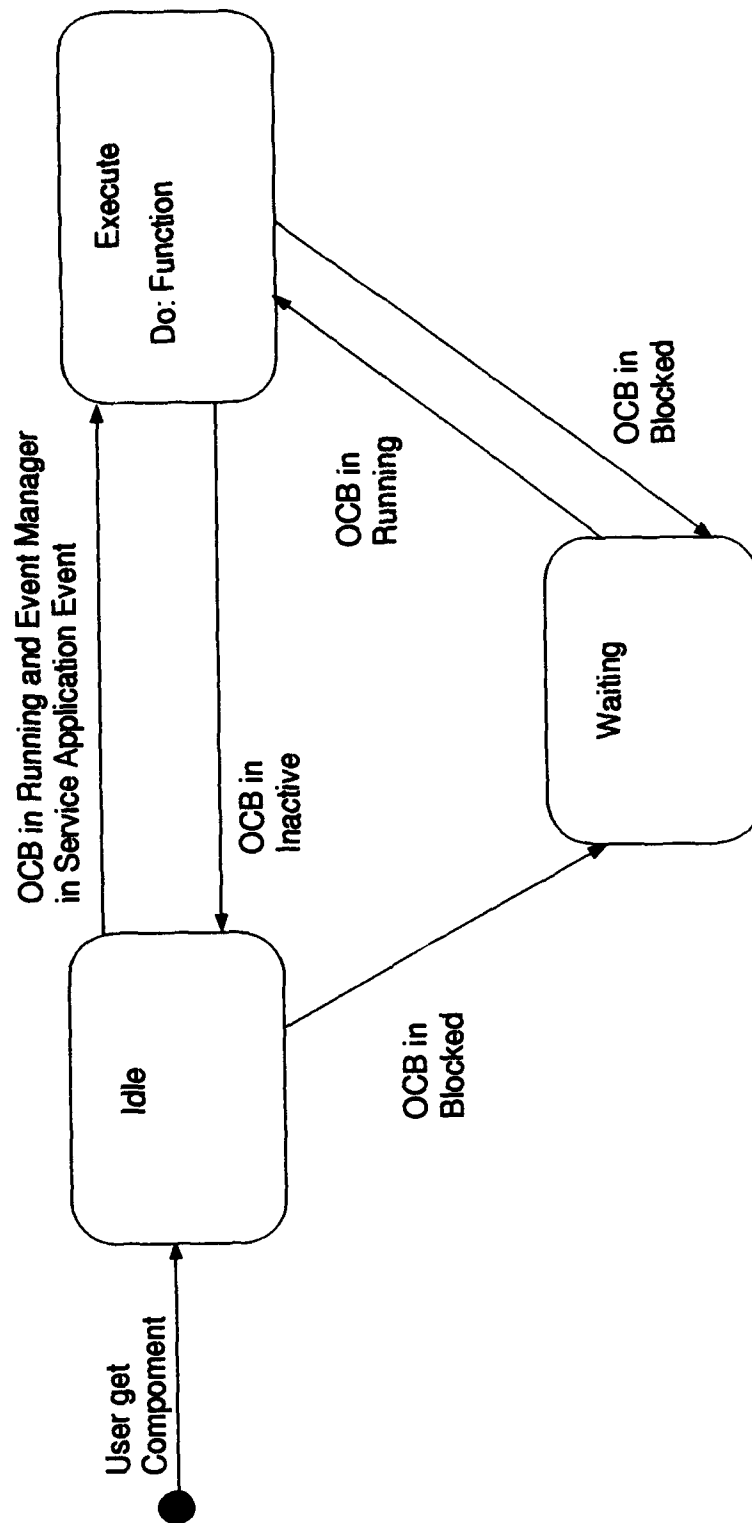 User get
Compoment
Idle
OCB in Running and Event Manager
in Service Application Event
OCB in
Inactive
Execute
Do: Function
OCB in
Blocked
OCB in
Running
OCB in
Blocked
Waiting